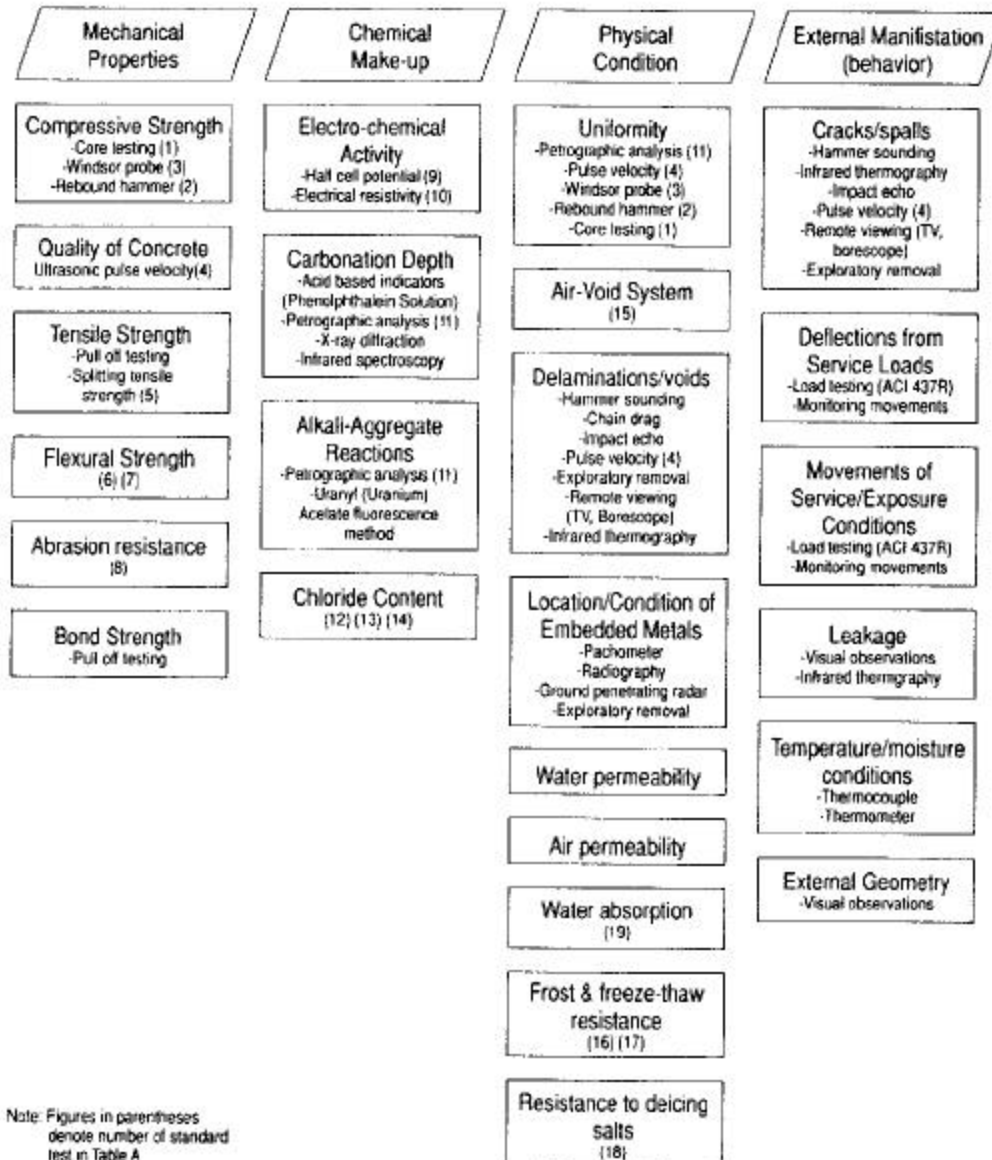 Mechanical
Properties
Compressive Strength
-Core testing (1)
-Windsor probe (3)
-Rebound hammer (2)
Quality of Concrete
Ultrasonic pulse velocity(4)
Tensile Strength
-Pull off testing
-Splitting tensile
strength (5)
Flexural Strength
(6) (7)
Abrasion resistance
(8)
Bond Strength
-Pull off testing
Chemical
Make-up
Electro-chemical
Activity
-Half cell potential (9)
-Electrical resistivity (10)
Carbonation Depth
-Acid based indicators
(Phenolphthalein Solution)
-Petrographic analysis (11)
-X-ray diffraction
-Infrared spectroscopy
Alkali-Aggregate
Reactions
-Petrographic analysis (11)
-Uranyl (Uranium)
Acetate fluorescence
method
Chloride Content
(12) (13) (14)
Physical
Condition
Uniformity
-Petrographic analysis (11)
-Pulse velocity (4)
-Windsor probe (3)
-Rebound hammer (2)
-Core testing (1)
Air-Void System
(15)
Delaminations/voids
-Hammer sounding
-Chain drag
-Impact echo
-Pulse velocity (4)
-Exploratory removal
-Remote viewing
(TV, Borescope)
-Infrared thermography
Location/Condition of
Embedded Metals
-Pachometer
-Radiography
-Ground penetrating radar
-Exploratory removal
Water permeability
Air permeability
Water absorption
(19)
Frost & freeze-thaw
resistance
(16) (17)
Resistance to deicing
salts
(18)
External Manifistation
(behavior)
Cracks/spalls
-Hammer sounding
-Infrared thermography
-Impact echo
-Pulse velocity (4)
-Remote viewing (TV,
borescope)
-Exploratory removal
Deflections from
Service Loads
-Load testing (ACI 437R)
-Monitoring movements
Movements of
Service/Exposure
Conditions
-Load testing (ACI 437R)
-Monitoring movements
Leakage
-Visual observations
-Infrared thermgraphy
Temperature/moisture
conditions
-Thermocouple
-Thermometer
External Geometry
-Visual observations
Note: Figures in parentheses
denote number of standard
test in Table A